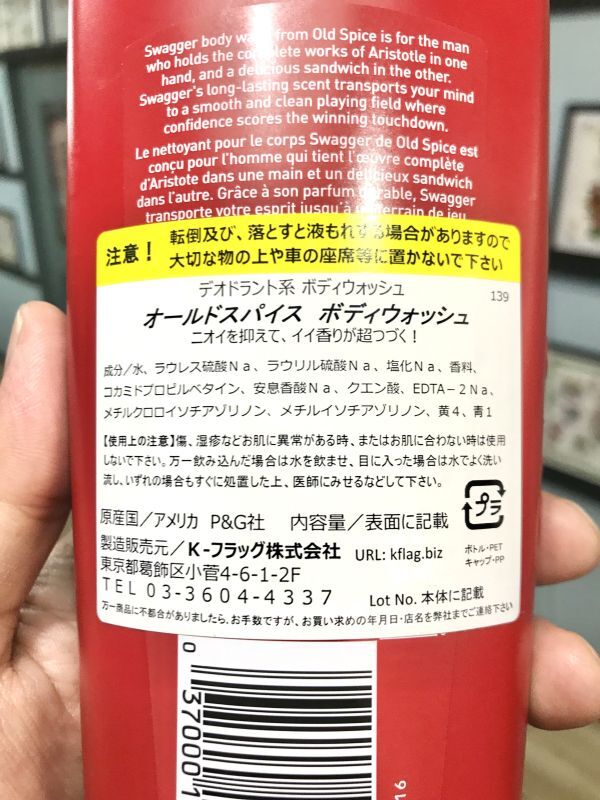 Swagger body wash from Old Spice is for the man
who holds the complete works of Aristotle in one
hand, and a delicious sandwich in the other.
Swagger's long-lasting scent transports your mind
to a smooth and clean playing field where
confidence scores the winning touchdown.
Le nettoyant pour le corps Swagger de Old Spice est
conçu pour l'homme qui tient l'œuvre complète
d'Aristote dans une main et un délicieux sandwich
dans l'autre. Grâce à son parfum durable, Swagger
transporte votre esprit jusqu'à terrain de jeu
注意！ 転倒及び、落とすと液もれする場合がありますので
大切な物の上や車の座席等に置かないで下さい
デオドラント系 ボディウォッシュ 139
オールドスパイス ボディウォッシュ
ニオイを抑えて、イイ香りが超つづく！
成分／水、ラウレス硫酸Ｎａ、ラウリル硫酸Ｎａ、塩化Ｎａ、香料、
コカミドプロピルベタイン、安息香酸Ｎａ、クエン酸、EDTA－2Ｎa、
メチルクロロイソチアゾリノン、メチルイソチアゾリノン、黄4、青1
【使用上の注意】傷、湿疹などお肌に異常がある時、またはお肌に合わない時は使用
しないで下さい。万一飲み込んだ場合は水を飲ませ、目に入った場合は水でよく洗い
流し、いずれの場合もすぐに処置した上、医師にみせるなどして下さい。
原産国／アメリカ P&G社 内容量／表面に記載
プラ
製造販売元／K-フラッグ株式会社 URL: kflag.biz
ボトル・PET
キャップ・PP
東京都葛飾区小菅4-6-1-2F
TEL 03-3604-4337 Lot No. 本体に記載
万一商品に不都合がありましたら、お手数ですが、お買い求めの年月日・店名を弊社までご連絡下さい
0 37000 1